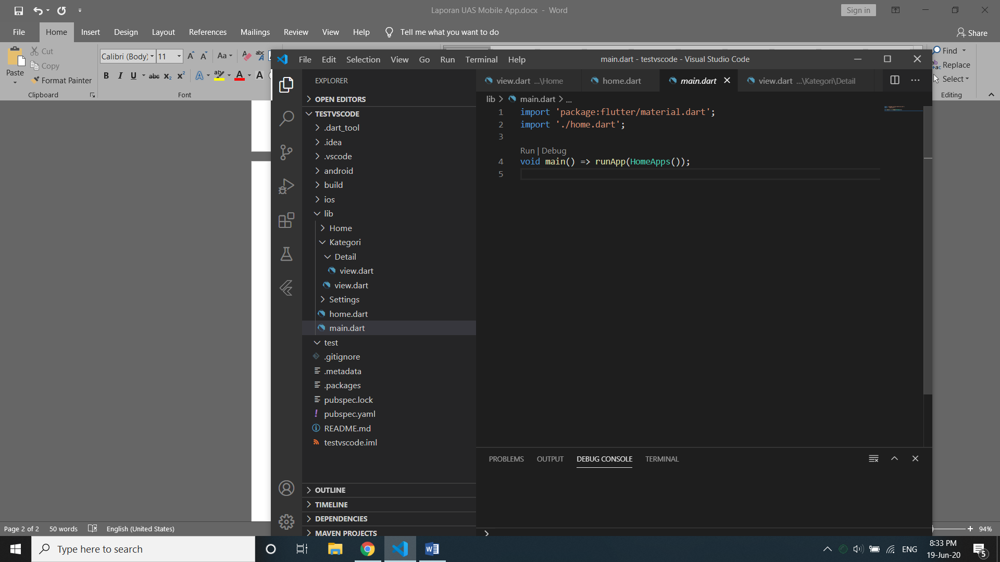 Laporan UAS Mobile App.docx - Word
Sign in
File Home Insert Design Layout References Mailings Review View Help Tell me what you want to do
Share
Paste
Cut
Copy
Format Painter
Clipboard
Calibri (Body) 11
Aa
abc
B I U abc X₂ X² A ab A A
Font
Find
Replace
Select
Editing
File Edit Selection View Go Run Terminal Help
main.dart - testvscode - Visual Studio Code
EXPLORER
OPEN EDITORS
TESTVSCODE
.dart_tool
.idea
.vscode
android
build
ios
lib
Home
Kategori
Detail
view.dart
view.dart
Settings
home.dart
main.dart
test
.gitignore
.metadata
.packages
pubspec.lock
pubspec.yaml
README.md
testvscode.iml
OUTLINE
TIMELINE
DEPENDENCIES
MAVEN PROJECTS
view.dart ...\Home
home.dart
main.dart
view.dart ...\Kategori\Detail
lib > main.dart > ...
1 import 'package:flutter/material.dart';
2 import './home.dart';
3
Run | Debug
4 void main() => runApp(HomeApps());
5
PROBLEMS OUTPUT DEBUG CONSOLE TERMINAL
Page 2 of 2 50 words English (United States)
94%
Type here to search
ENG
8:33 PM
19-Jun-20
5